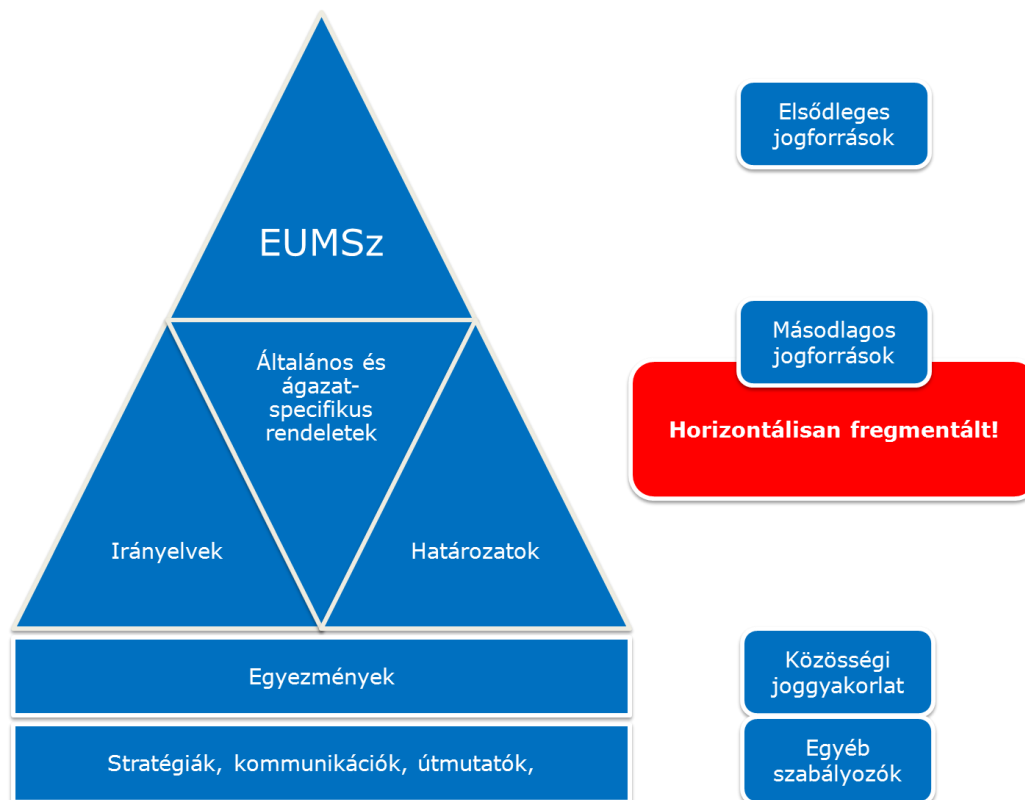 Elsődleges
jogforrások
EUMSz
Másodlagos
jogforrások
Általános és
ágazat-
specifikus
rendeletek
Horizontálisan fregmentált!
Irányelvek
Határozatok
Egyezmények
Közösségi
joggyakorlat
Stratégiák, kommunikációk, útmutatók,
Egyéb
szabályozók